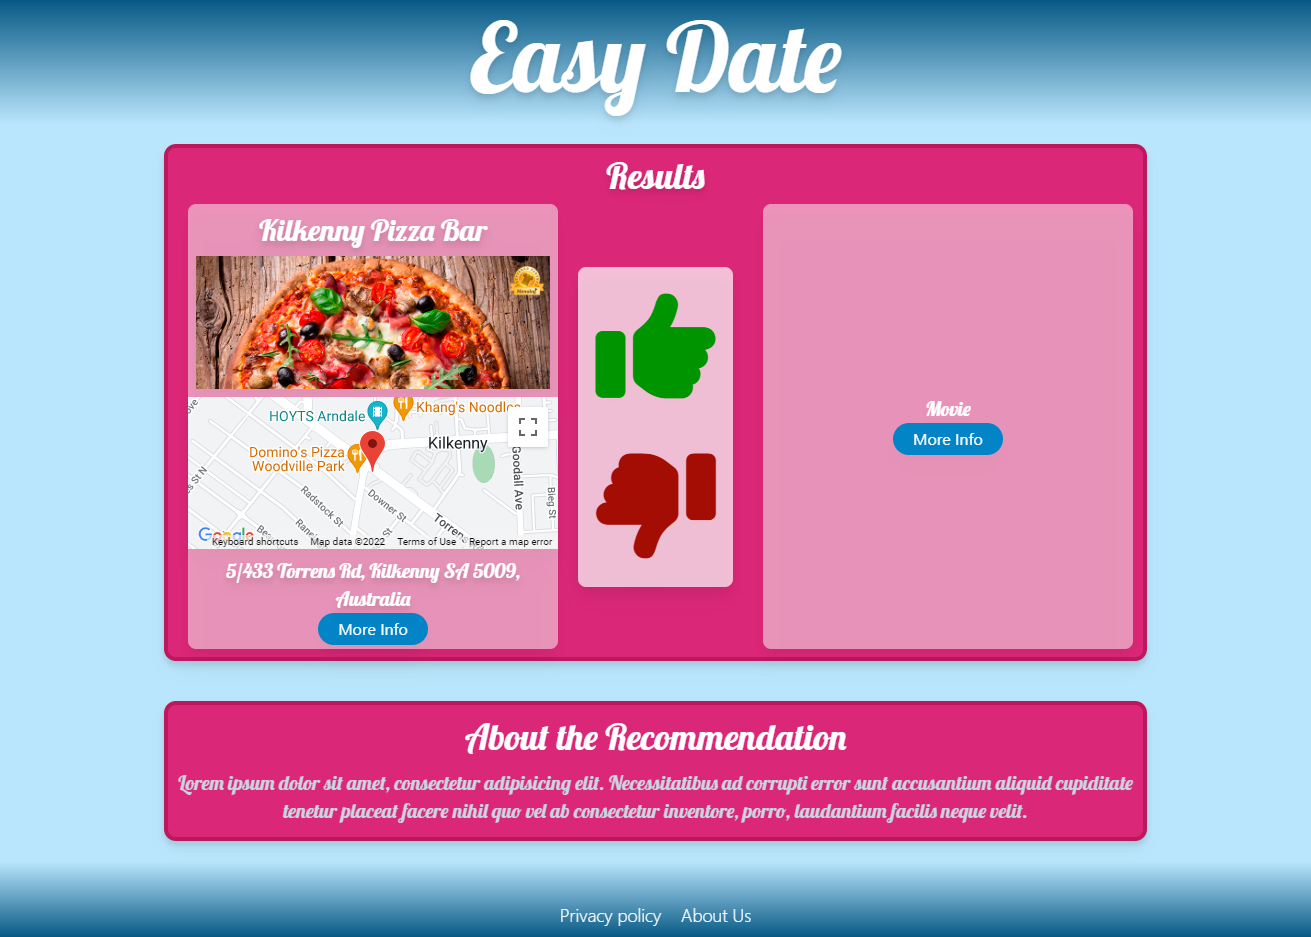 Easy Date
Results
Kilkenny Pizza Bar
HOYTS Arndale
Khang's Noodles
Domino's Pizza
Woodville Park
Kilkenny
Goodall Ave
Radstock St
Downer St
Bleg St
Google
Keyboard shortcuts Map data ©2022 Terms of Use Report a map error
5/433 Torrens Rd, Kilkenny SA 5009,
Australia
More Info
Movie
More Info
About the Recommendation
Lorem ipsum dolor sit amet, consectetur adipisicing elit. Necessitatibus ad corrupti error sunt accusantium aliquid cupiditate
tenetur placeat facere nihil quo vel ab consectetur inventore, porro, laudantium facilis neque velit.
Privacy policy About Us